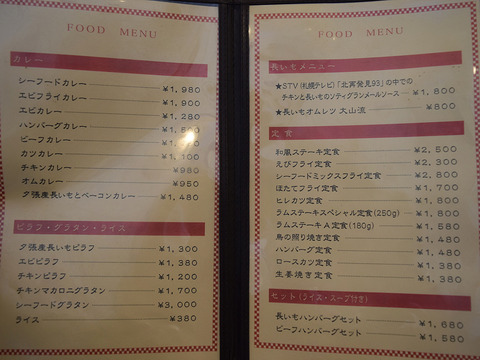 FOOD MENU
カレー
シーフードカレー ¥1,980
エビフライカレー ¥1,900
エビカレー ¥1,280
ハンバーグカレー
ビーフカレー
カツカレー ¥1,100
チキンカレー ¥980
オムカレー ¥950
夕張産長いもとベーコンカレー ¥1,480
ピラフ・グラタン・ライス
夕張産長いもピラフ ¥1,300
エビピラフ ¥1,380
チキンピラフ ¥1,200
チキンマカロニグラタン ¥1,700
シーフードグラタン ¥3,000
ライス ¥380
FOOD MENU
長いもメニュー
★STV(札幌テレビ)「北再発見93」の中での
チキンと長いものソティグランメールソース ¥1,800
★長いもオムレツ 大山流 ¥800
定食
和風ステーキ定食 ¥2,500
えびフライ定食 ¥2,300
シーフードミックスフライ定食 ¥2,800
ほたてフライ定食 ¥1,700
ヒレカツ定食 ¥1,800
ラムステーキスペシャル定食(250g) ¥1,800
ラムステーキA定食(180g) ¥1,580
鳥の照り焼き定食 ¥1,380
ハンバーグ定食 ¥1,480
ロースカツ定食 ¥1,380
生姜焼き定食 ¥1,380
セット(ライス・スープ付き)
長いもハンバーグセット ¥1,680
ビーフハンバーグセット ¥1,580